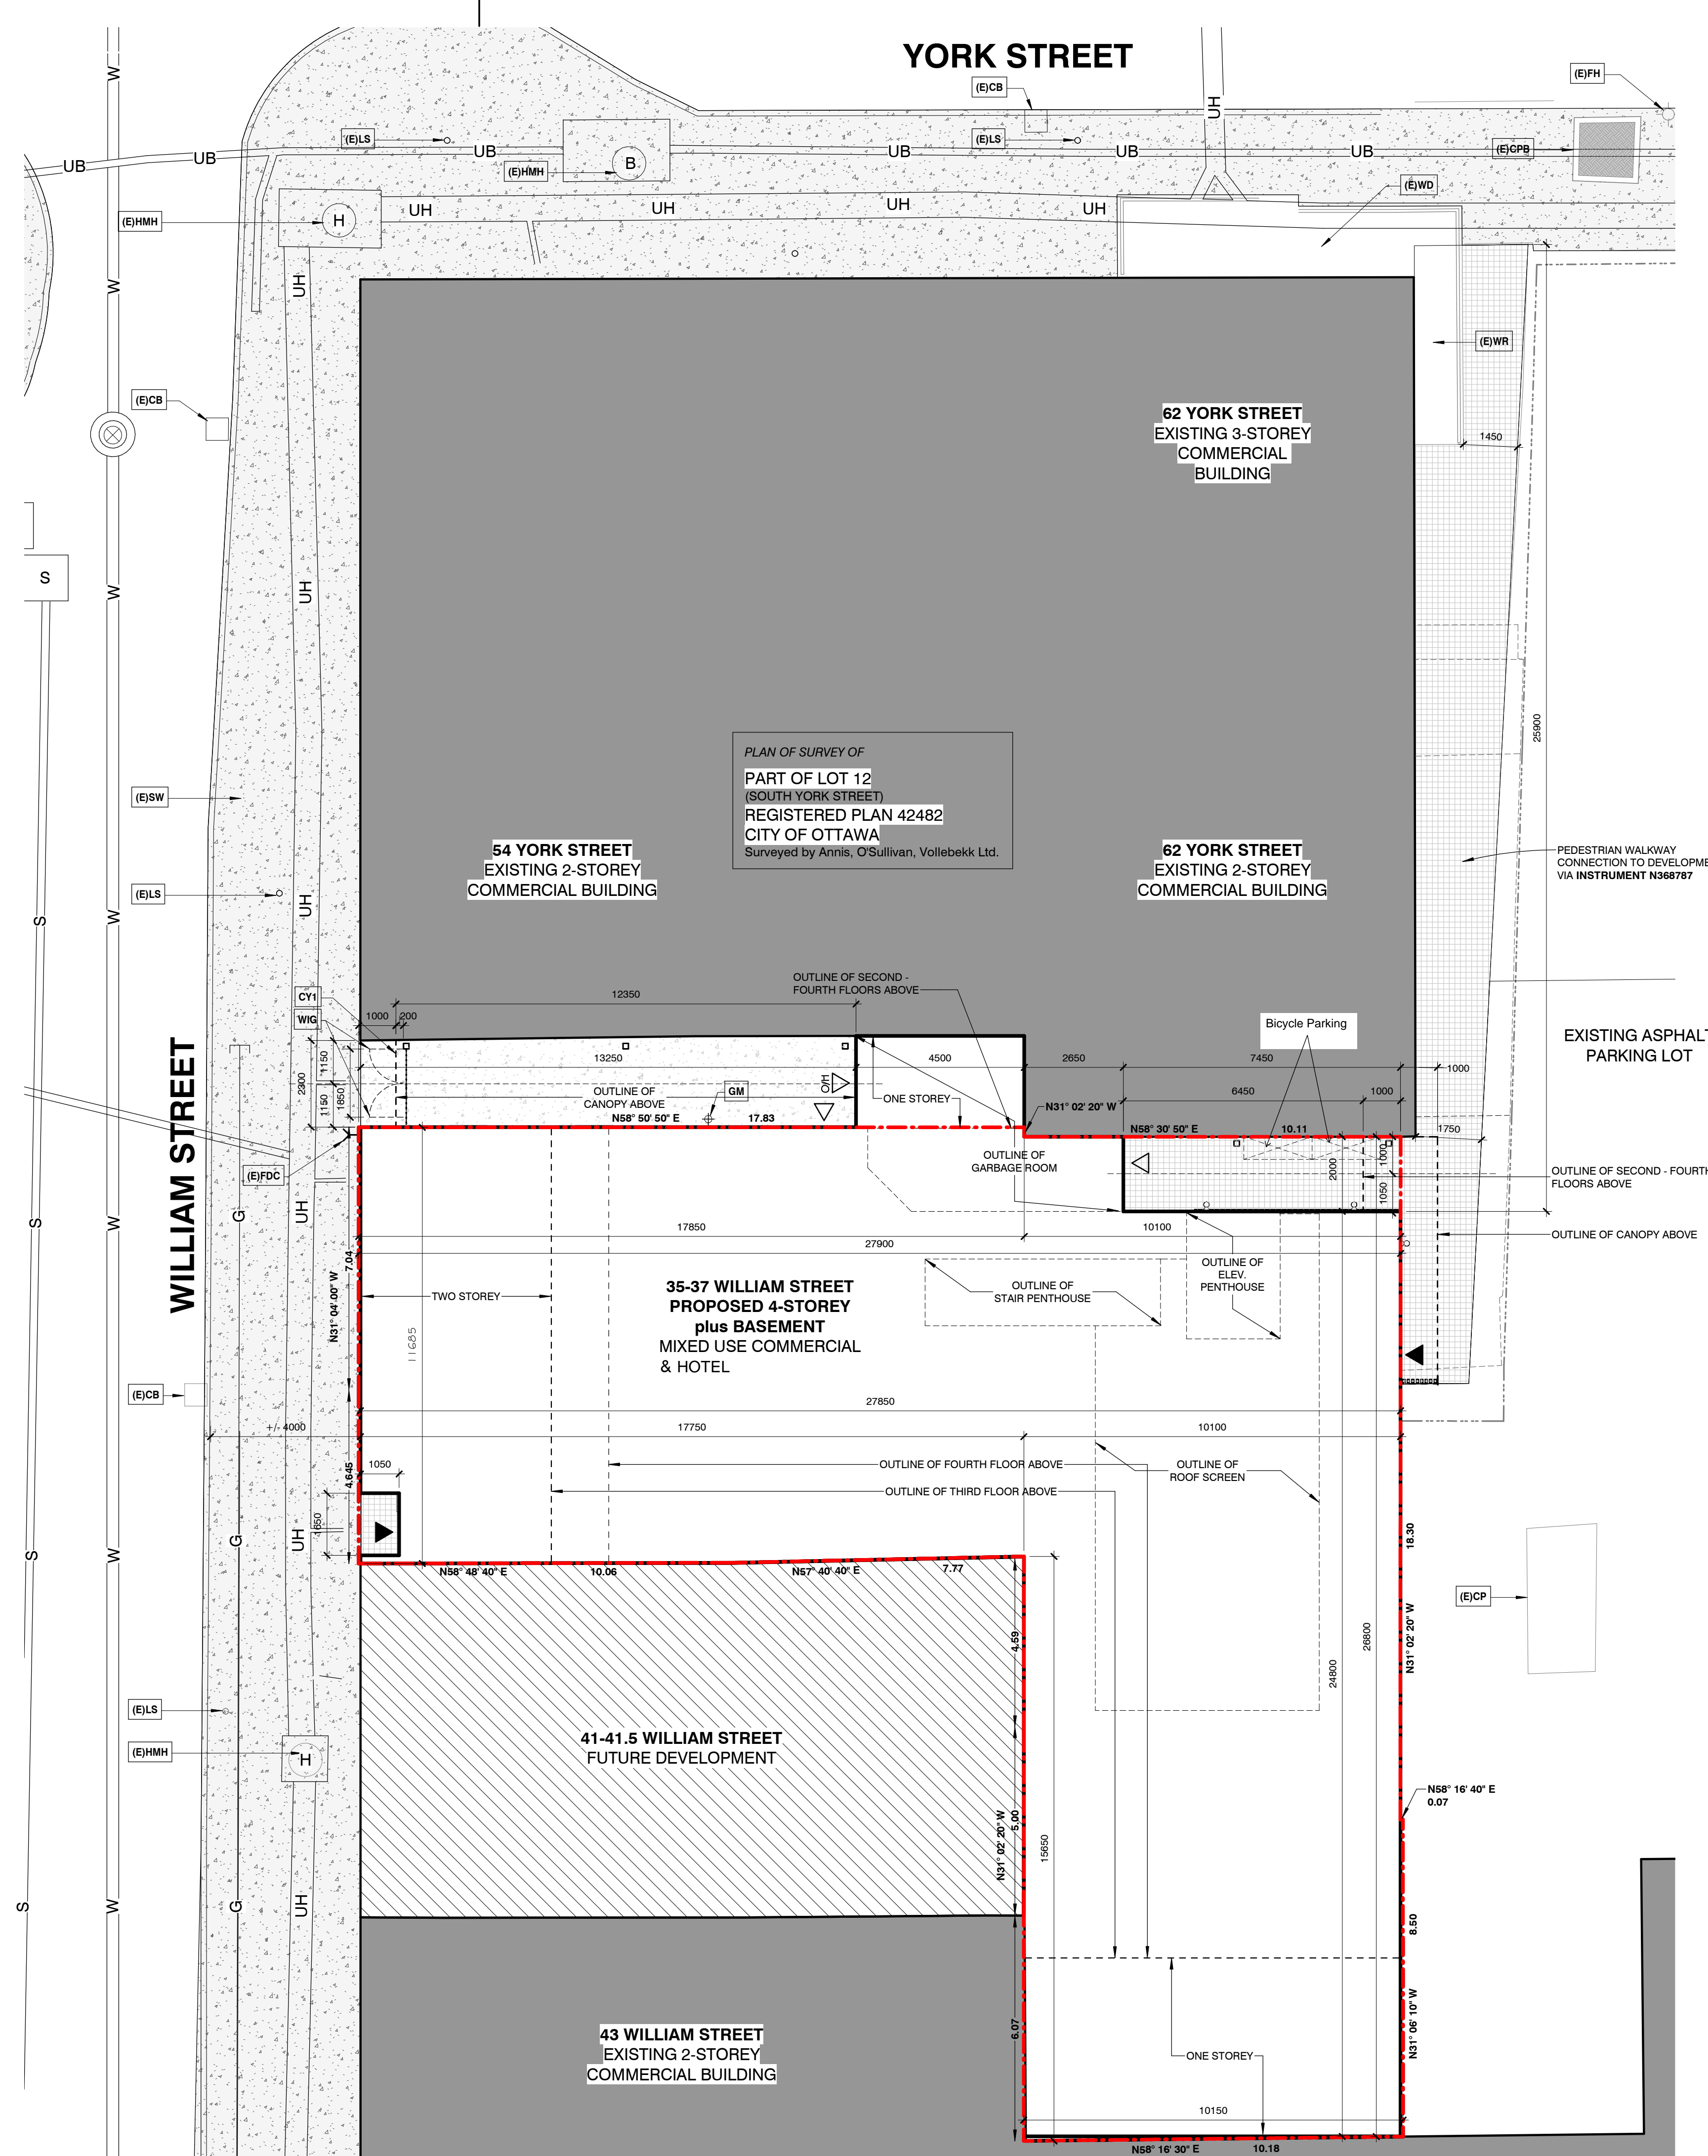 YORK STREET
(E)CB
(E)FH
W
UH
(E)LS
(E)LS
UB
UB
UB
B
UB
UB
UB
(E)CPB
(E)HMH
(E)WD
(E)HMH
H
UH
UH
UH
UH
UH
W
(E)WR
(E)CB
62 YORK STREET
EXISTING 3-STOREY
COMMERCIAL
BUILDING
1450
S
W
UH
25900
PLAN OF SURVEY OF
PART OF LOT 12
(SOUTH YORK STREET)
REGISTERED PLAN 42482
CITY OF OTTAWA
Surveyed by Annis, O'Sullivan, Vollebekk Ltd.
(E)SW
54 YORK STREET
EXISTING 2-STOREY
COMMERCIAL BUILDING
62 YORK STREET
EXISTING 2-STOREY
COMMERCIAL BUILDING
PEDESTRIAN WALKWAY
CONNECTION TO DEVELOPME
VIA INSTRUMENT N368787
(E)LS
UH
W
S
OUTLINE OF SECOND -
FOURTH FLOORS ABOVE
CY1
12350
WIG
1000
200
Bicycle Parking
EXISTING ASPHALT
PARKING LOT
WILLIAM STREET
1150
2300
1150
1850
13250
4500
2650
7450
1000
OUTLINE OF
CANOPY ABOVE
GM
O/H
ONE STOREY
6450
1000
N31° 02' 20" W
N58° 50' 50" E
17.83
N58° 30' 50" E
10.11
1750
(E)FDC
OUTLINE OF
GARBAGE ROOM
2000
1000
1050
OUTLINE OF SECOND - FOURTH
FLOORS ABOVE
UH
G
W
S
17850
10100
27900
OUTLINE OF CANOPY ABOVE
7.04
N31° 04' 00" W
TWO STOREY
35-37 WILLIAM STREET
PROPOSED 4-STOREY
plus BASEMENT
MIXED USE COMMERCIAL
& HOTEL
OUTLINE OF
STAIR PENTHOUSE
OUTLINE OF
ELEV.
PENTHOUSE
11685
(E)CB
27850
+/- 4000
17750
10100
1050
4.645
OUTLINE OF FOURTH FLOOR ABOVE
OUTLINE OF
ROOF SCREEN
OUTLINE OF THIRD FLOOR ABOVE
1650
UH
G
W
S
18.30
N58° 48' 40" E
10.06
N57° 40' 40" E
7.77
(E)CP
4.59
26800
24800
N31° 02' 20" W
(E)LS
41-41.5 WILLIAM STREET
FUTURE DEVELOPMENT
(E)HMH
H
N58° 16' 40" E
0.07
5.00
N31° 02' 20" W
15650
S
W
G
UH
8.50
43 WILLIAM STREET
EXISTING 2-STOREY
COMMERCIAL BUILDING
6.07
N31° 06' 10" W
ONE STOREY
10150
N58° 16' 30" E
10.18